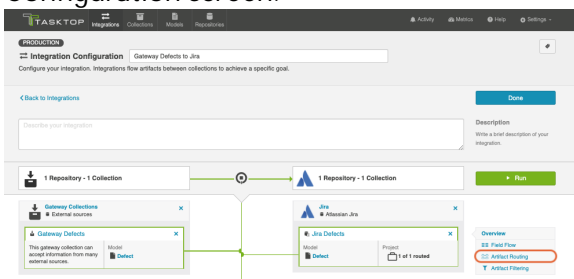 Configuration screen.
TASKTOP
Integrations Collections Models Repositories
Activity Metrics Help Settings
PRODUCTION
Integration Configuration Gateway Defects to Jira
Configure your integration. Integrations flow artifacts between collections to achieve a specific goal.
Back to Integrations
Done
Describe your integration
Description
Write a brief description of your
integration.
1 Repository - 1 Collection
1 Repository - 1 Collection
Run
Gateway Collections
External sources
Jira
Atlassian Jira
Gateway Defects
This gateway collection can
accept information from many
external sources.
Model
Defect
Jira Defects
Model
Defect
Project
1 of 1 routed
Overview
Field Flow
Artifact Routing
Artifact Filtering